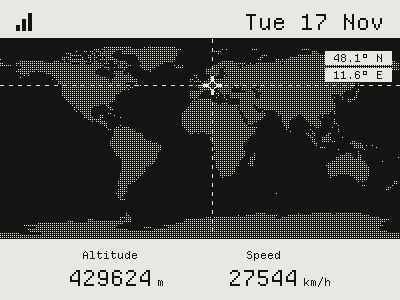 Tue 17 Nov
48.1° N
11.6° E
Altitude
429624 m
Speed
27544 km/h